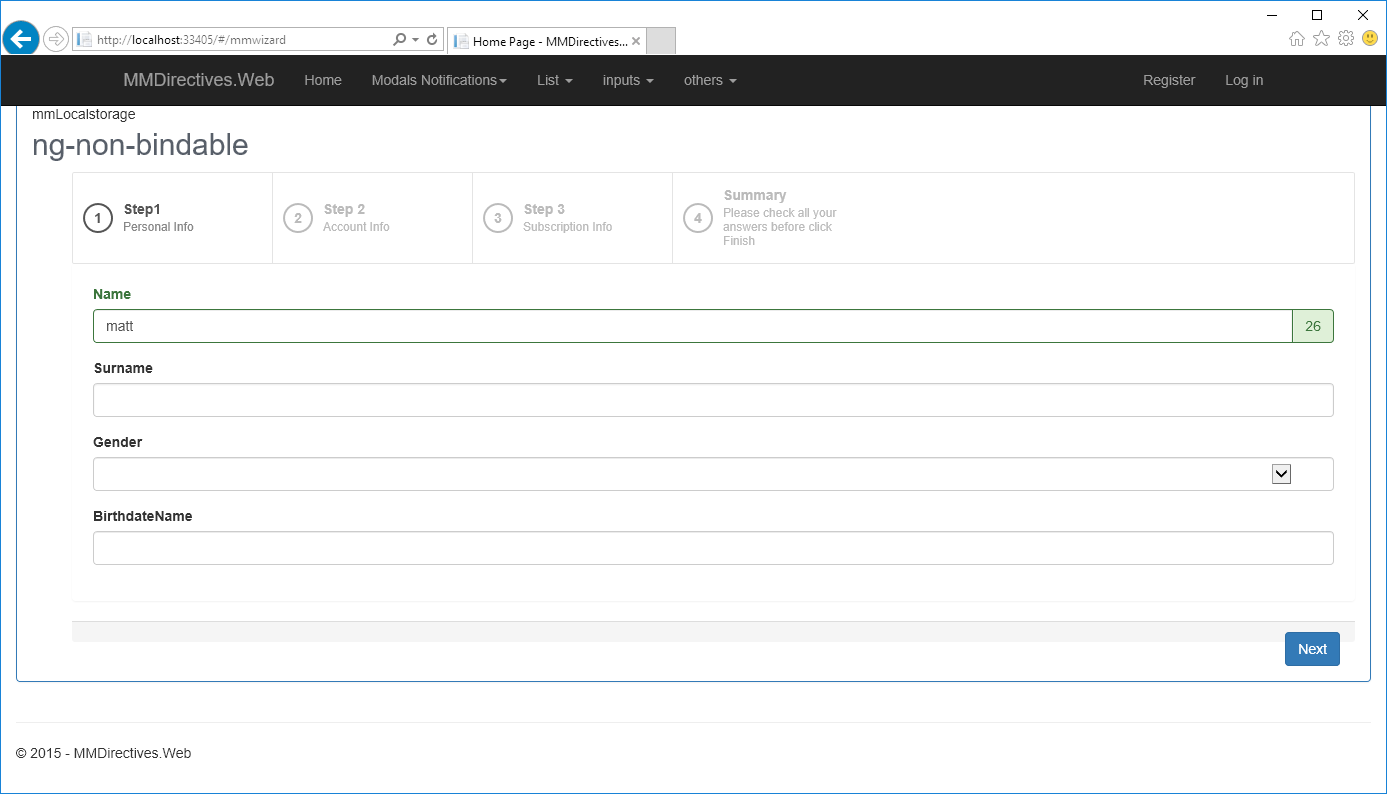 http://localhost:33405/#/mmwizard
Home Page - MMDirectives...
MMDirectives.Web Home Modals Notifications List inputs others Register Log in
mmLocalstorage
ng-non-bindable
1 Step1
Personal Info
2 Step 2
Account Info
3 Step 3
Subscription Info
4 Summary
Please check all your
answers before click
Finish
Name
matt 26
Surname
Gender
BirthdateName
Next
© 2015 - MMDirectives.Web